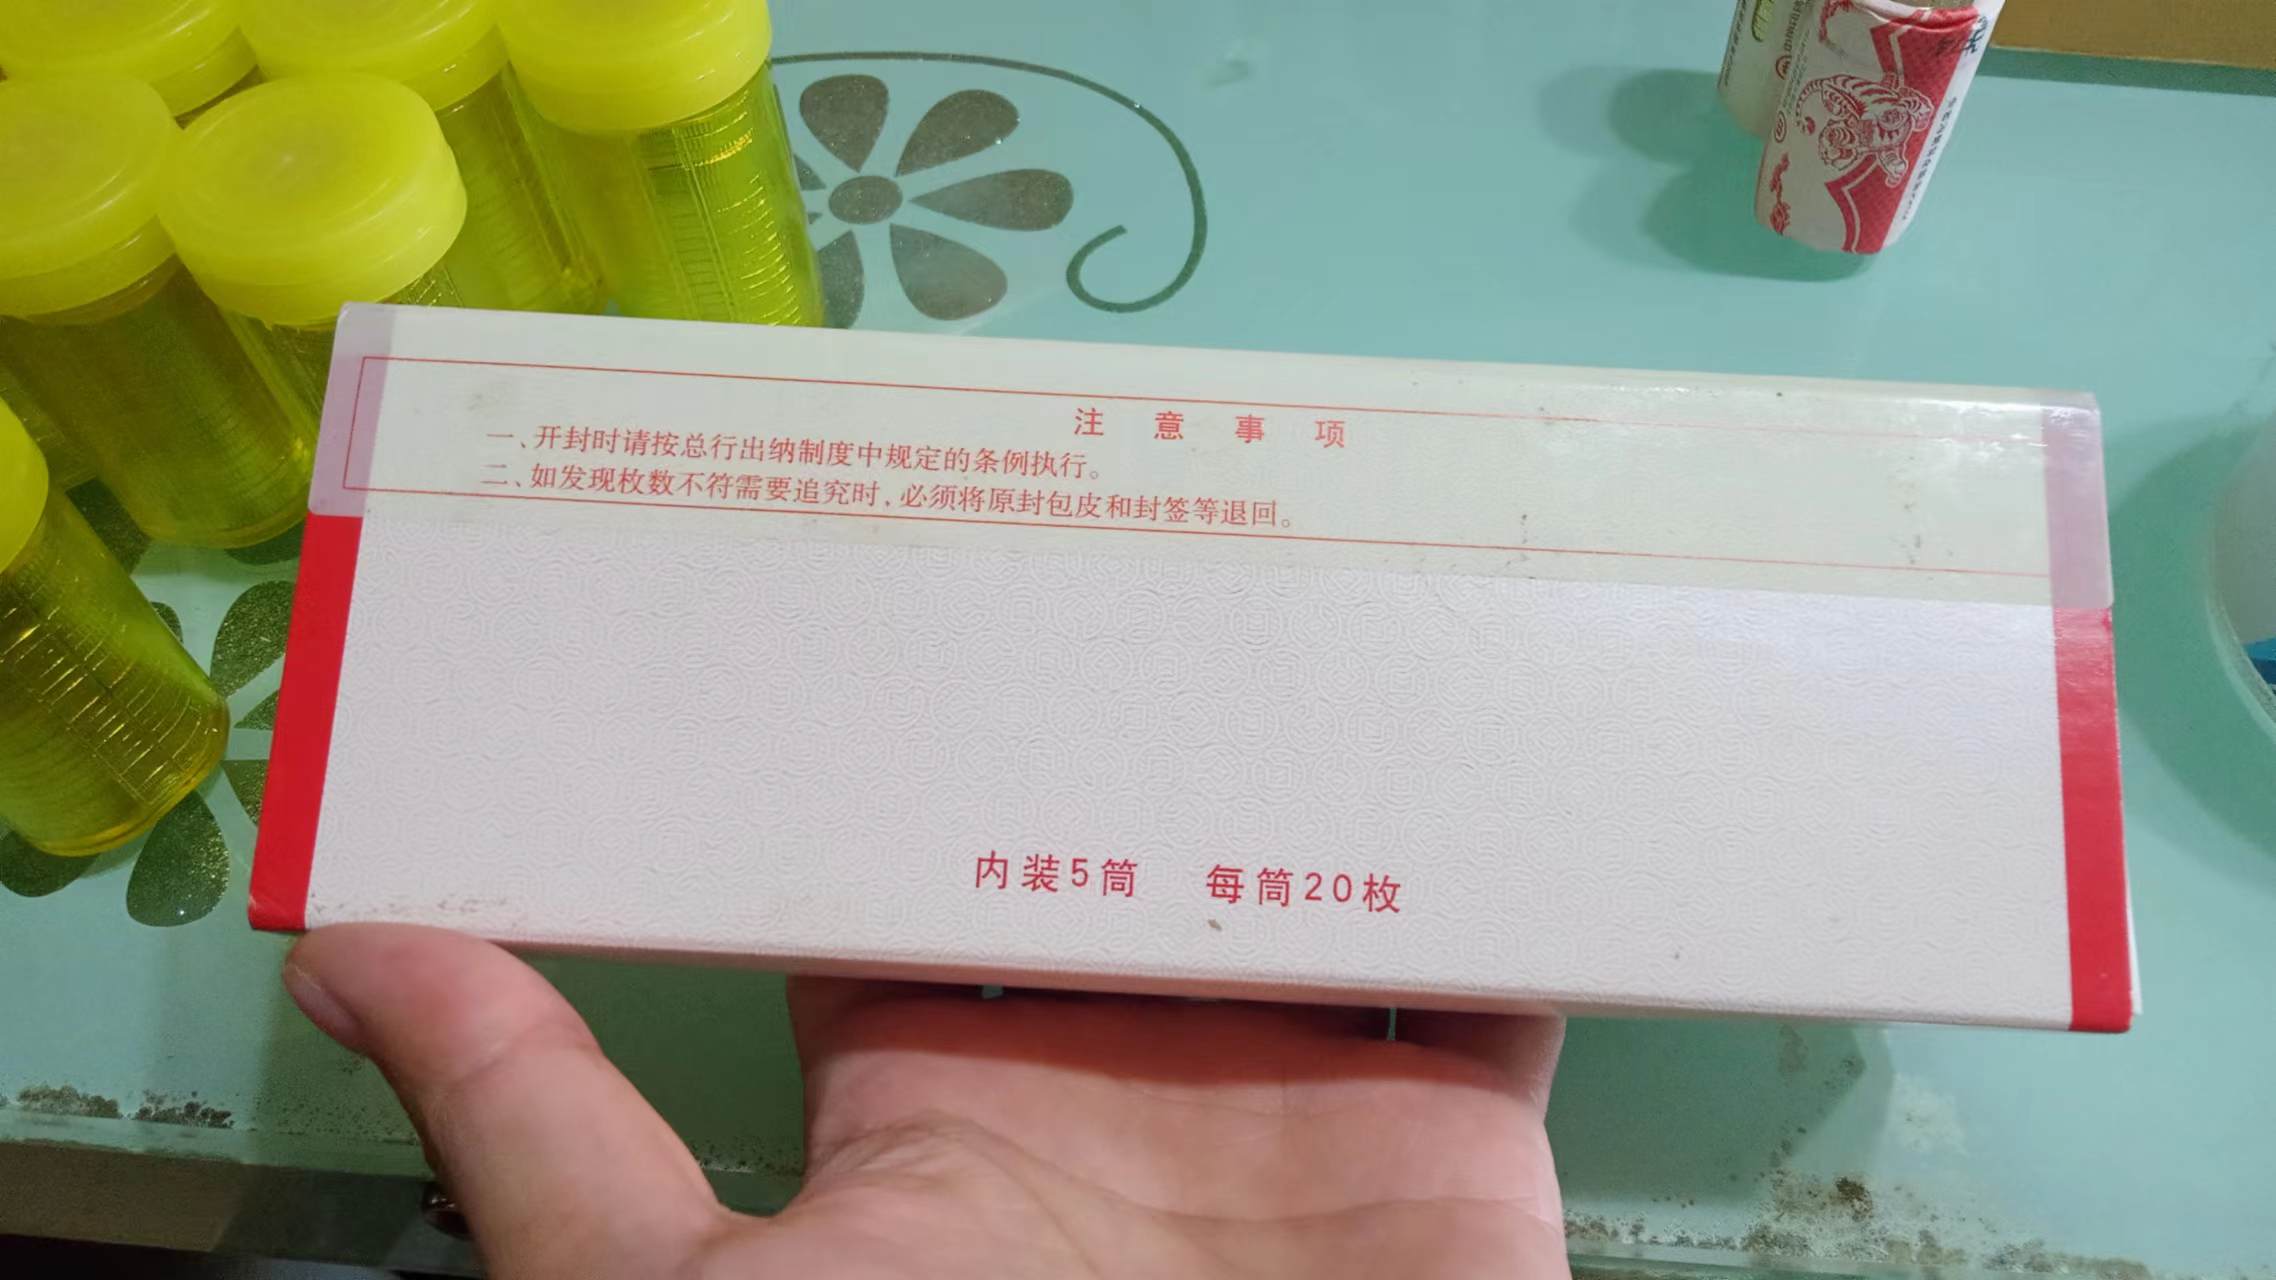 注意事项
一、开封时请按总行出纳制度中规定的条例执行。
二、如发现枚数不符需要追究时,必须将原封包皮和封签等退回。
内装5筒 每筒20枚